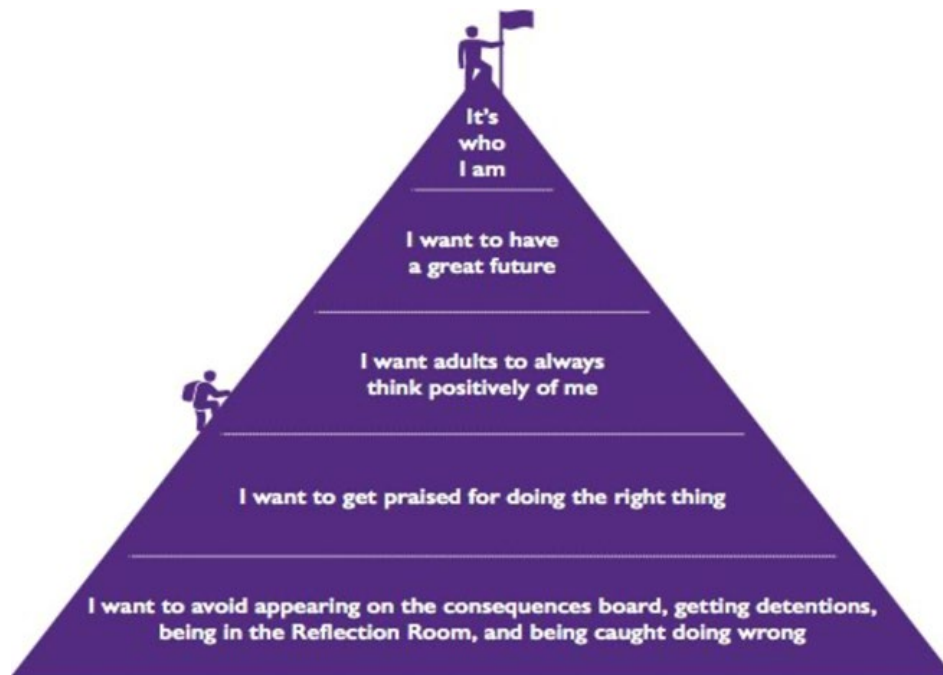 It's
who
I am
I want to have
a great future
I want adults to always
think positively of me
I want to get praised for doing the right thing
I want to avoid appearing on the consequences board, getting detentions,
being in the Reflection Room, and being caught doing wrong